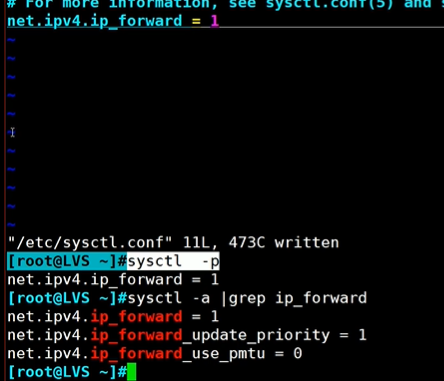 # For more information, see sysctl.conf(5) and s
net.ipv4.ip_forward = 1
~
~
~
~
~
~
~
~
~
~
~
"/etc/sysctl.conf" 11L, 473C written
[root@LVS ~]#sysctl  -p
net.ipv4.ip_forward = 1
[root@LVS ~]#sysctl -a |grep ip_forward
net.ipv4.ip_forward = 1
net.ipv4.ip_forward_update_priority = 1
net.ipv4.ip_forward_use_pmtu = 0
[root@LVS ~]#